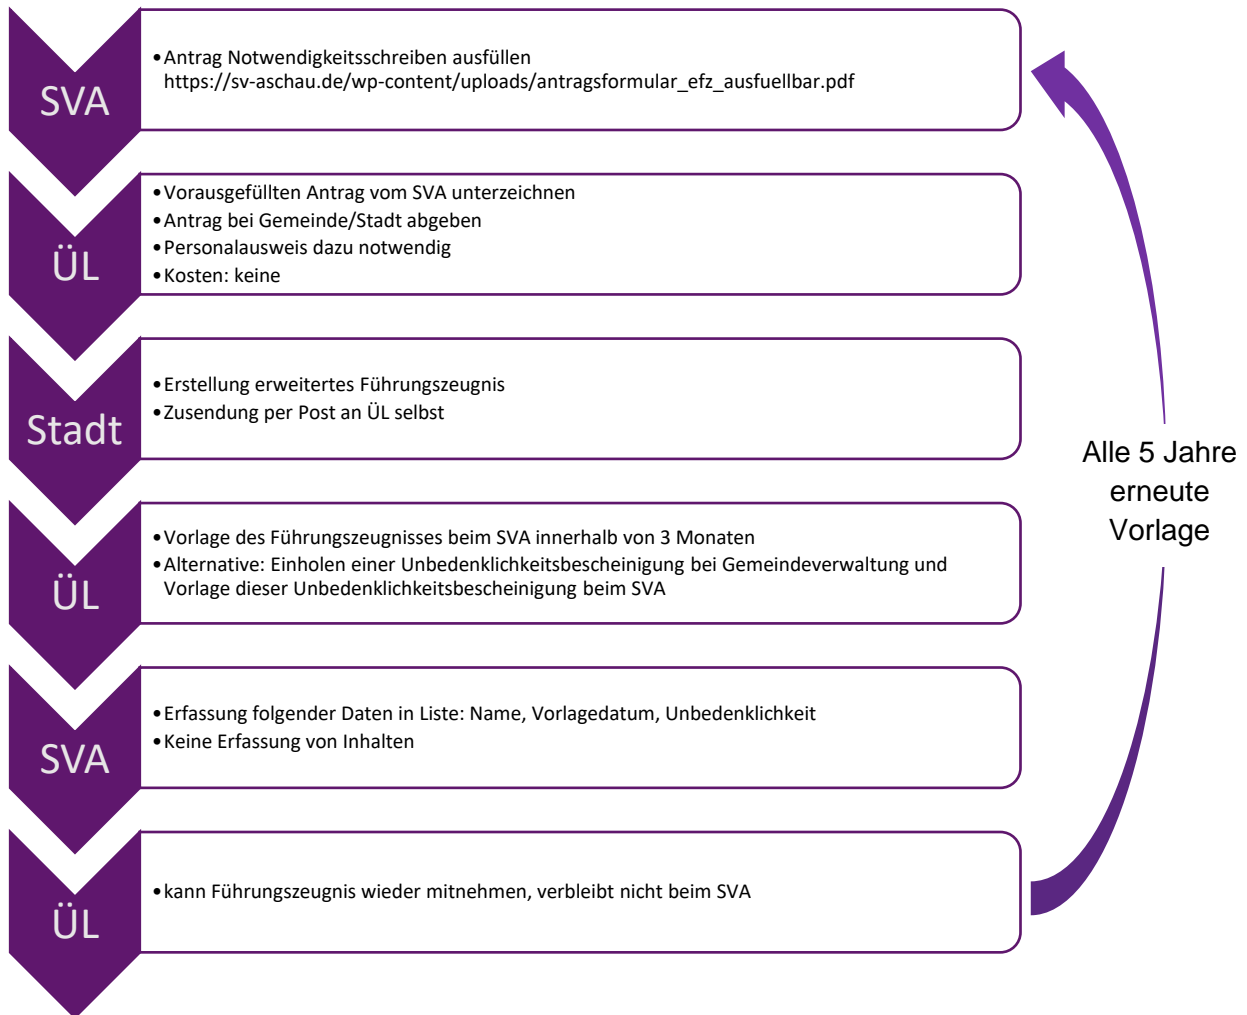 SVA
•Antrag Notwendigkeitsschreiben ausfüllen
https://sv-aschau.de/wp-content/uploads/antragsformular_efz_ausfuellbar.pdf
ÜL
•Vorausgefüllten Antrag vom SVA unterzeichnen
•Antrag bei Gemeinde/Stadt abgeben
•Personalausweis dazu notwendig
•Kosten: keine
Stadt
•Erstellung erweitertes Führungszeugnis
•Zusendung per Post an ÜL selbst
ÜL
•Vorlage des Führungszeugnisses beim SVA innerhalb von 3 Monaten
•Alternative: Einholen einer Unbedenklichkeitsbescheinigung bei Gemeindeverwaltung und
Vorlage dieser Unbedenklichkeitsbescheinigung beim SVA
SVA
•Erfassung folgender Daten in Liste: Name, Vorlagedatum, Unbedenklichkeit
•Keine Erfassung von Inhalten
ÜL
•kann Führungszeugnis wieder mitnehmen, verbleibt nicht beim SVA
Alle 5 Jahre
erneute
Vorlage